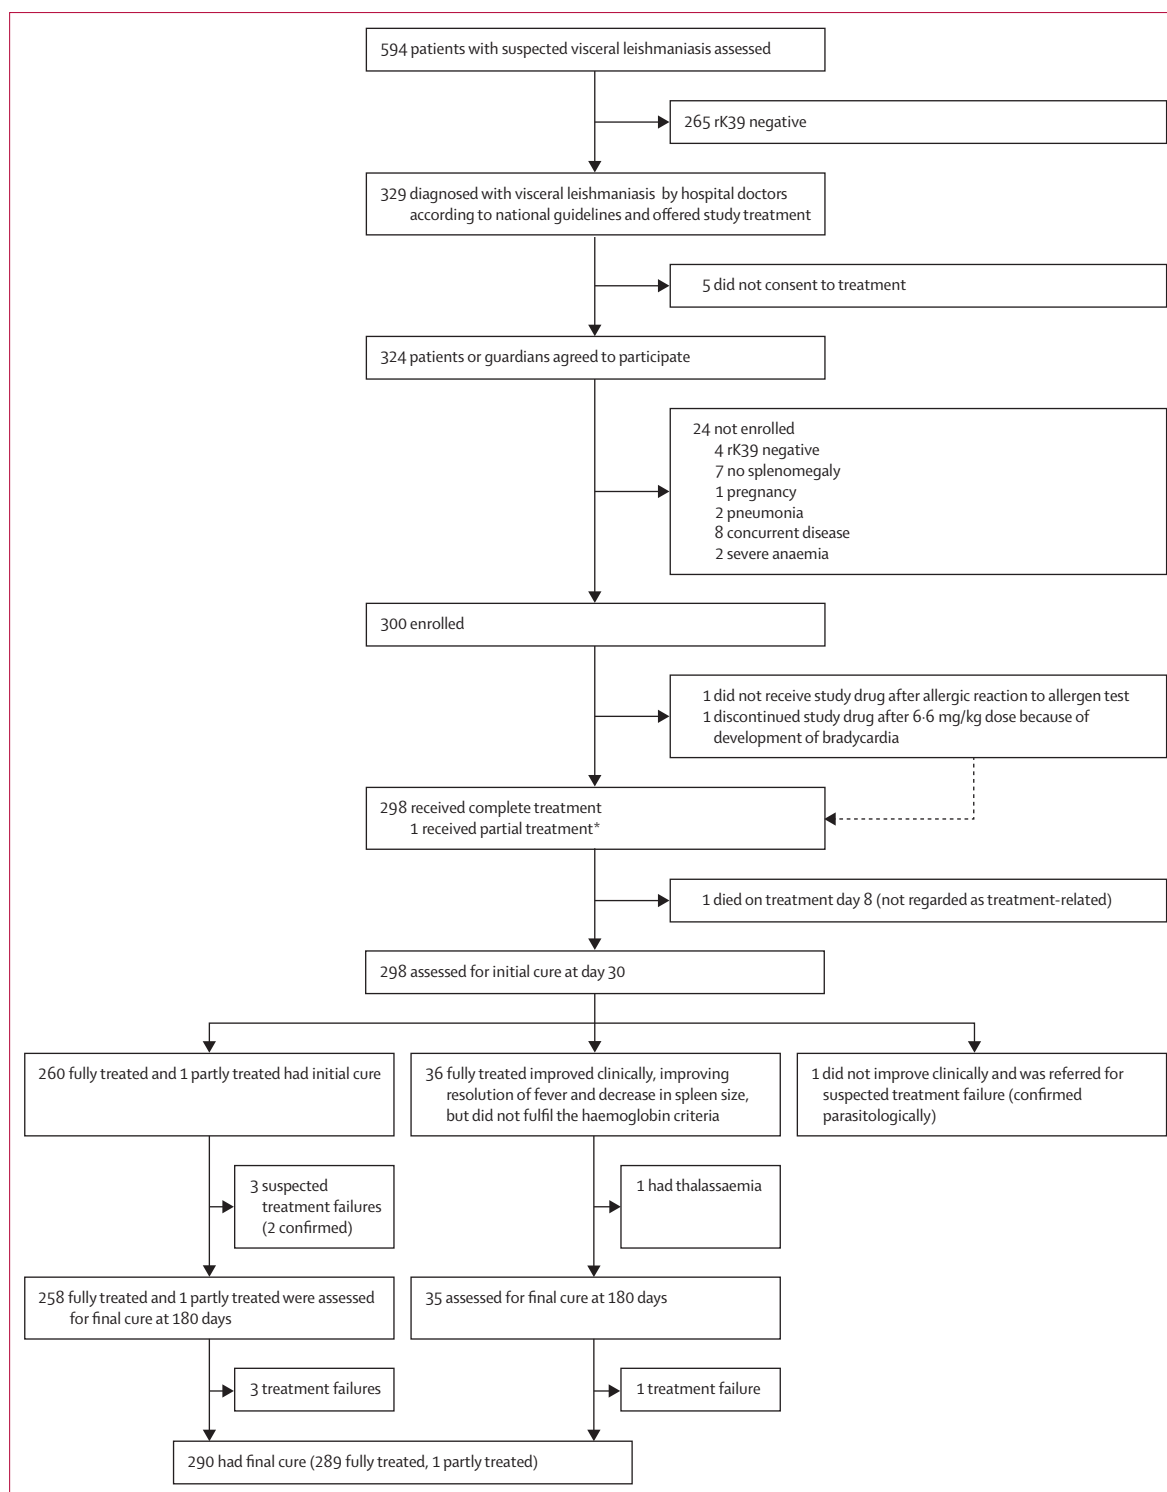 594 patients with suspected visceral leishmaniasis assessed
265 rK39 negative
329 diagnosed with visceral leishmaniasis by hospital doctors
according to national guidelines and offered study treatment
5 did not consent to treatment
324 patients or guardians agreed to participate
24 not enrolled
4 rK39 negative
7 no splenomegaly
1 pregnancy
2 pneumonia
8 concurrent disease
2 severe anaemia
300 enrolled
1 did not receive study drug after allergic reaction to allergen test
1 discontinued study drug after 6·6 mg/kg dose because of
development of bradycardia
298 received complete treatment
1 received partial treatment*
1 died on treatment day 8 (not regarded as treatment-related)
298 assessed for initial cure at day 30
260 fully treated and 1 partly treated had initial cure
36 fully treated improved clinically, improving
resolution of fever and decrease in spleen size,
but did not fulfil the haemoglobin criteria
1 did not improve clinically and was referred for
suspected treatment failure (confirmed
parasitologically)
3 suspected
treatment
failures
(2 confirmed)
1 had thalassaemia
258 fully treated and 1 partly treated were assessed
for final cure at 180 days
35 assessed for final cure at 180 days
3 treatment failures
1 treatment failure
290 had final cure (289 fully treated, 1 partly treated)